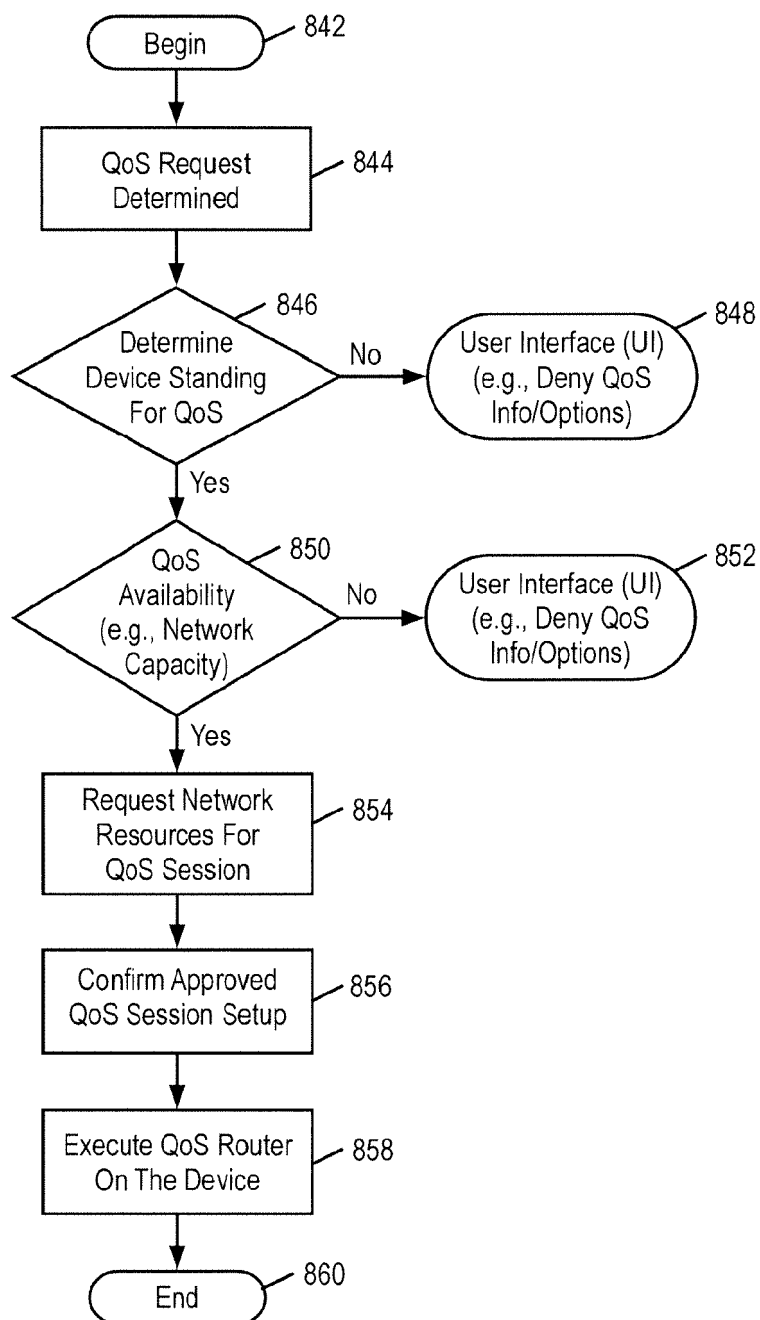 Begin
842
QoS Request
Determined
844
846
Determine
Device Standing
For QoS
No
848
User Interface (UI)
(e.g., Deny QoS
Info/Options)
Yes
850
QoS
Availability
(e.g., Network
Capacity)
No
852
User Interface (UI)
(e.g., Deny QoS
Info/Options)
Yes
Request Network
Resources For
QoS Session
854
Confirm Approved
QoS Session Setup
856
Execute QoS Router
On The Device
858
End
860